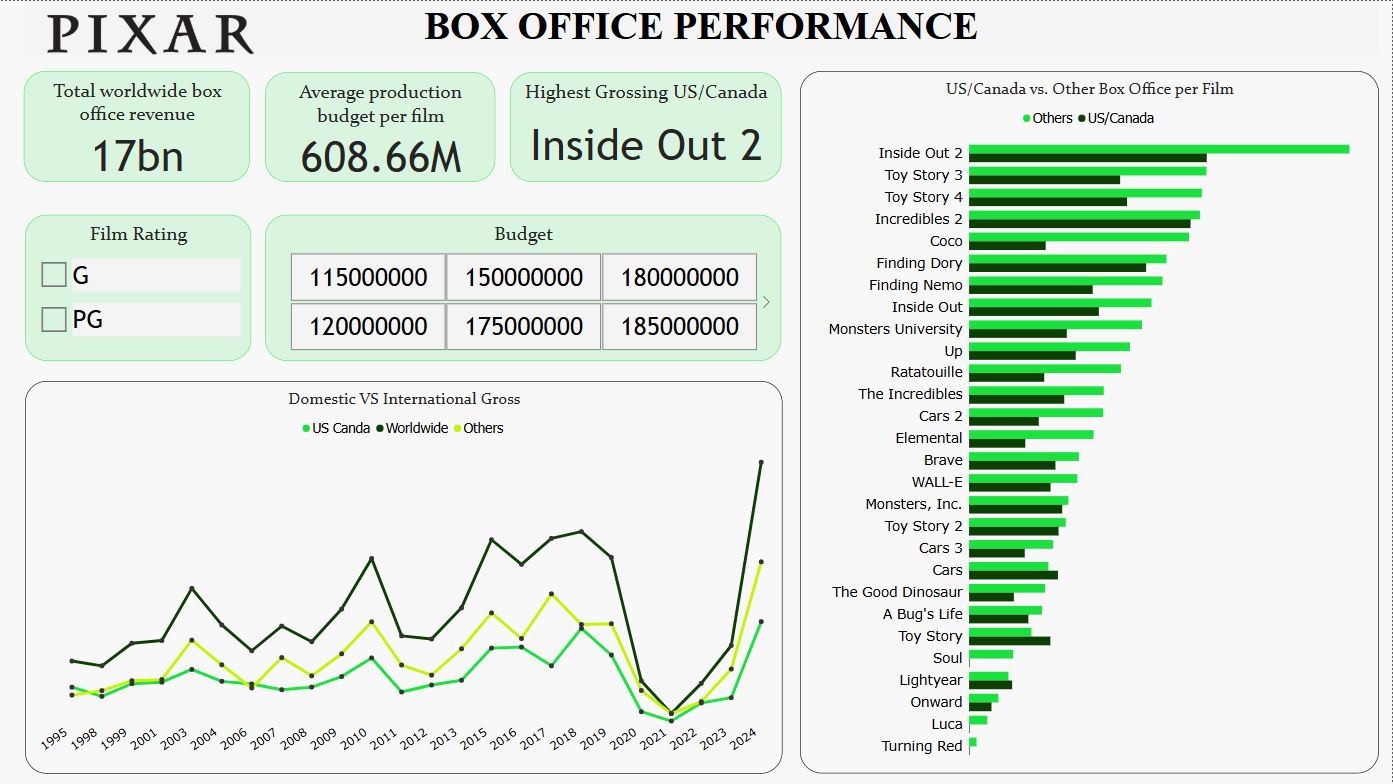 PIXAR
BOX OFFICE PERFORMANCE
Total worldwide box
office revenue
17bn
Average production
budget per film
608.66M
Highest Grossing US/Canada
Inside Out 2
Film Rating
G
PG
Budget
115000000 150000000 180000000
120000000 175000000 185000000
Domestic VS International Gross
US Canda Worldwide Others
1995 1998 1999 2001 2003 2004 2006 2007 2008 2009 2010 2011 2012 2013 2015 2016 2017 2018 2019 2020 2021 2022 2023 2024
US/Canada vs. Other Box Office per Film
Others US/Canada
Inside Out 2
Toy Story 3
Toy Story 4
Incredibles 2
Coco
Finding Dory
Finding Nemo
Inside Out
Monsters University
Up
Ratatouille
The Incredibles
Cars 2
Elemental
Brave
WALL-E
Monsters, Inc.
Toy Story 2
Cars 3
Cars
The Good Dinosaur
A Bug's Life
Toy Story
Soul
Lightyear
Onward
Luca
Turning Red